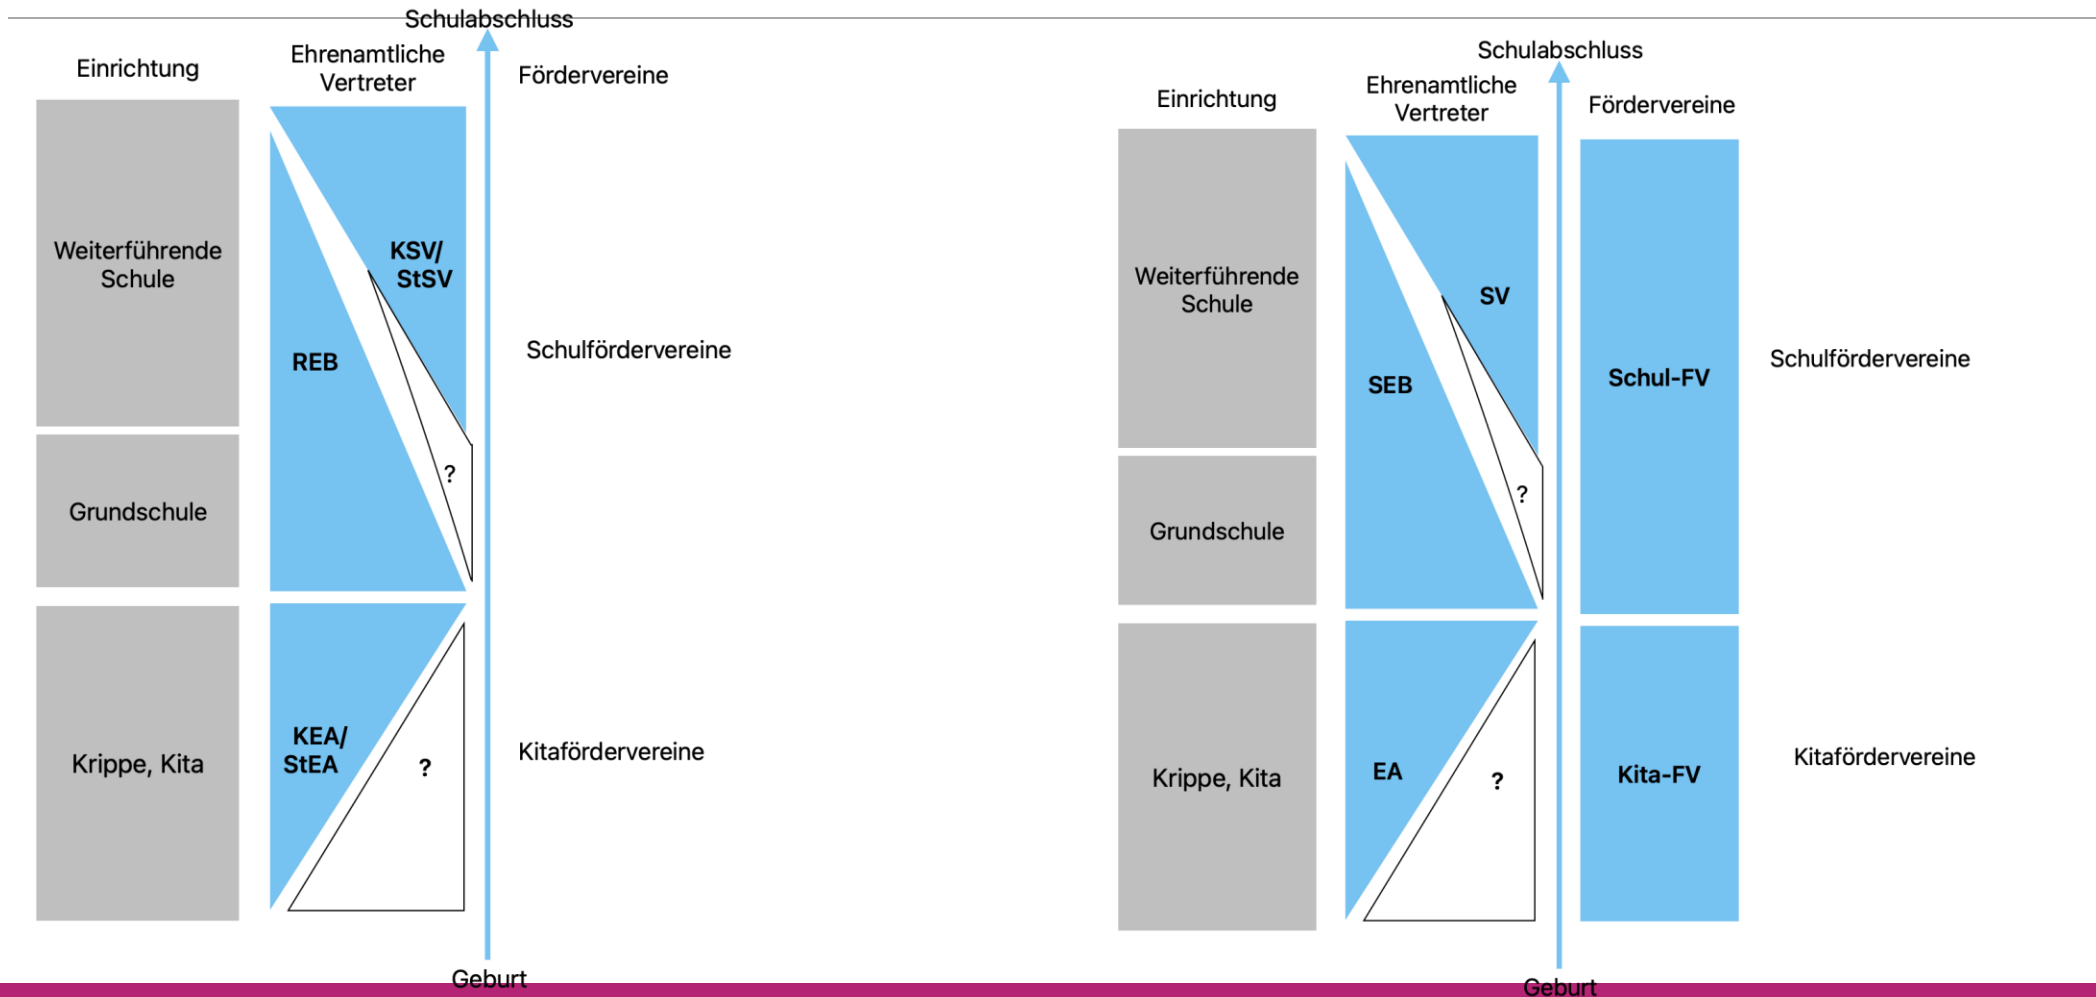 Schulabschluss
Einrichtung
Ehrenamtliche
Vertreter
Fördervereine
Weiterführende
Schule
KSV/
StSV
REB
Schulfördervereine
?
Grundschule
KEA/
StEA
?
Krippe, Kita
Kitafördervereine
Geburt
Schulabschluss
Einrichtung
Ehrenamtliche
Vertreter
Fördervereine
Weiterführende
Schule
SV
SEB
Schul-FV
Schulfördervereine
?
Grundschule
EA
?
Krippe, Kita
Kita-FV
Kitafördervereine
Geburt